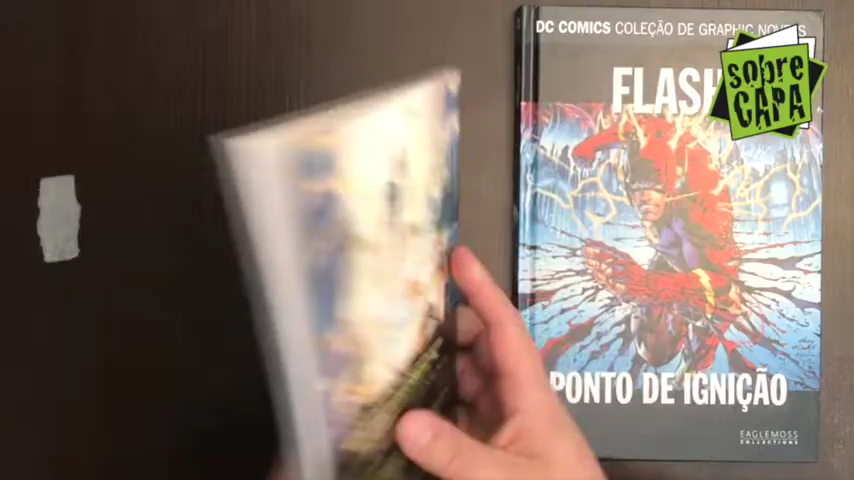 DC COMICS COLEÇÃO DE GRAPHIC NOVELS
sobre
CAPA
FLASH
PONTO DE IGNIÇÃO
EAGLEMOSS
COLLECTIONS